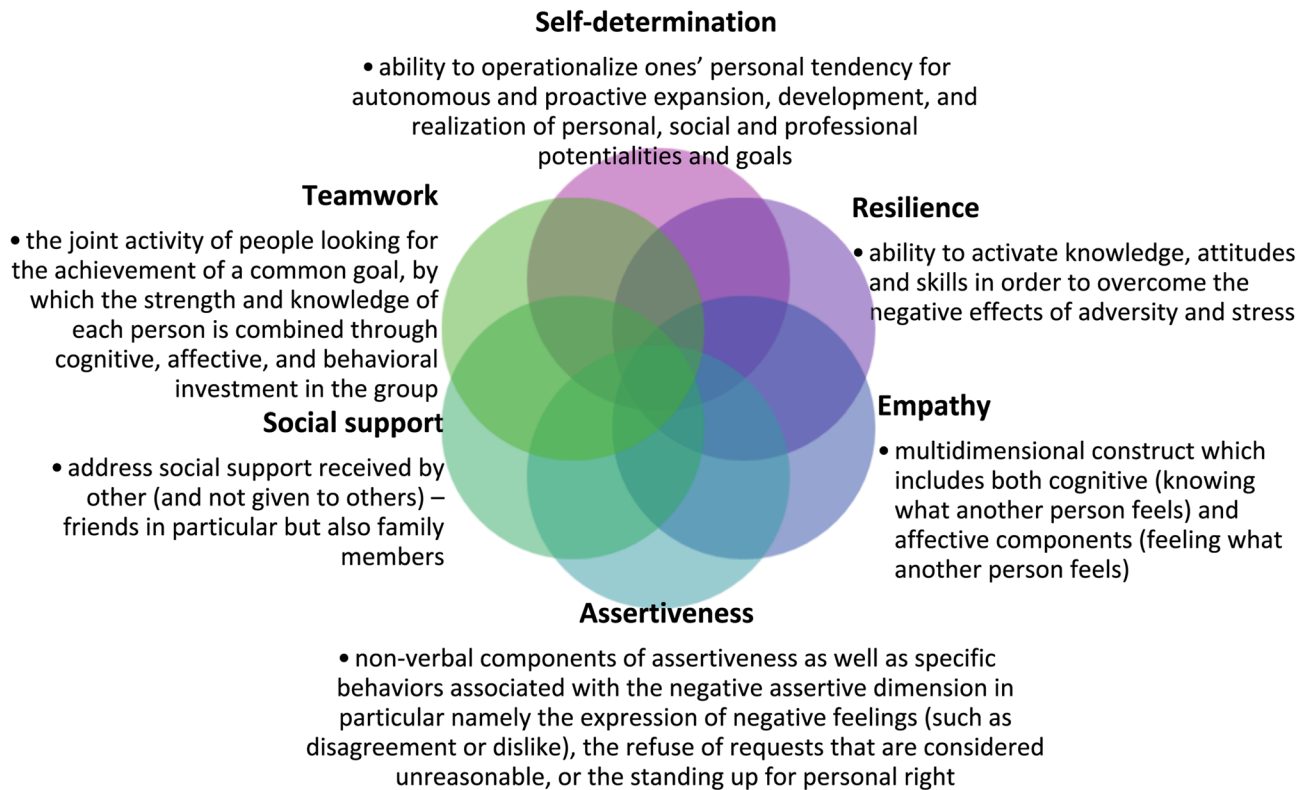 Self-determination
• ability to operationalize ones’ personal tendency for
autonomous and proactive expansion, development, and
realization of personal, social and professional
potentialities and goals
Resilience
• ability to activate knowledge, attitudes
and skills in order to overcome the
negative effects of adversity and stress
Empathy
• multidimensional construct which
includes both cognitive (knowing
what another person feels) and
affective components (feeling what
another person feels)
Assertiveness
• non-verbal components of assertiveness as well as specific
behaviors associated with the negative assertive dimension in
particular namely the expression of negative feelings (such as
disagreement or dislike), the refuse of requests that are considered
unreasonable, or the standing up for personal right
Social support
• address social support received by
other (and not given to others) –
friends in particular but also family
members
Teamwork
• the joint activity of people looking for
the achievement of a common goal, by
which the strength and knowledge of
each person is combined through
cognitive, affective, and behavioral
investment in the group